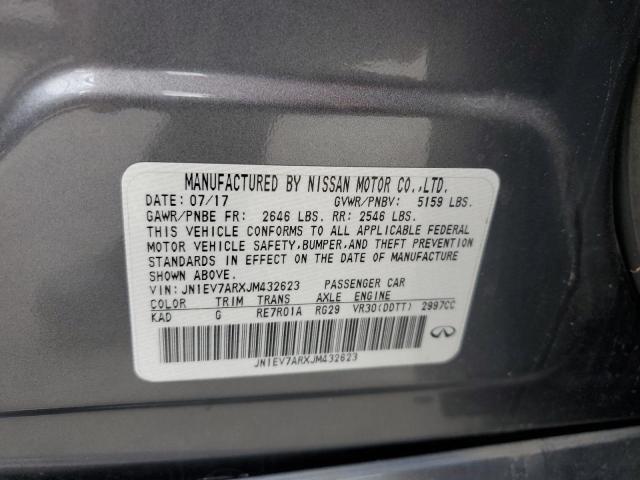 MANUFACTURED BY NISSAN MOTOR CO.,LTD.
DATE: 07/17 GVWR/PNBV: 5159 LBS.
GAWR/PNBE FR: 2646 LBS. RR: 2546 LBS.
THIS VEHICLE CONFORMS TO ALL APPLICABLE FEDERAL
MOTOR VEHICLE SAFETY,BUMPER,AND THEFT PREVENTION
STANDARDS IN EFFECT ON THE DATE OF MANUFACTURE
SHOWN ABOVE.
VIN:JN1EV7ARXJM432623 PASSENGER CAR
COLOR TRIM TRANS AXLE ENGINE
KAD G RE7R01A RG29 VR30(DDTT) 2997CC
JN1EV7ARXJM432623